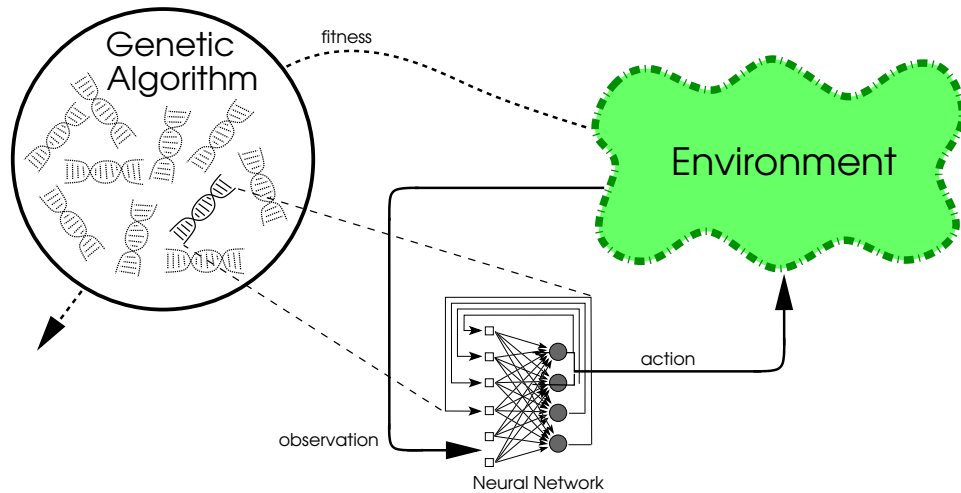 Genetic
Algorithm
fitness
Environment
action
observation
Neural Network